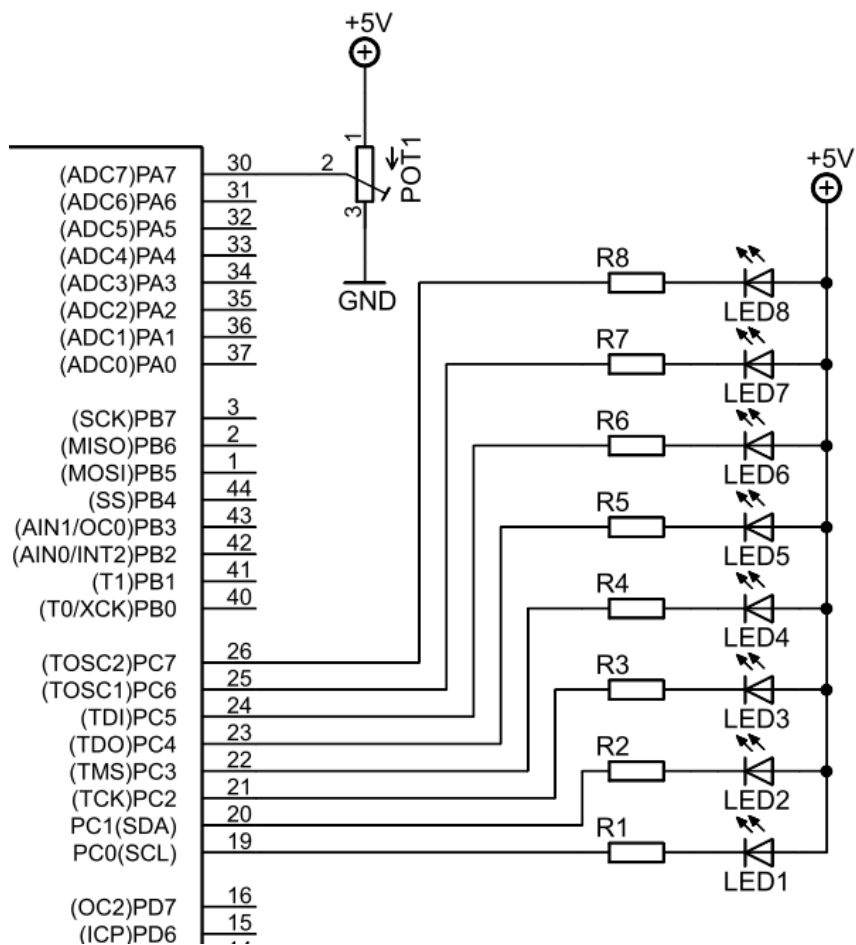 +5V
1
POT1
2
3
GND
(ADC7)PA7 30
(ADC6)PA6 31
(ADC5)PA5 32
(ADC4)PA4 33
(ADC3)PA3 34
(ADC2)PA2 35
(ADC1)PA1 36
(ADC0)PA0 37
(SCK)PB7 3
(MISO)PB6 2
(MOSI)PB5 1
(SS)PB4 44
(AIN1/OC0)PB3 43
(AIN0/INT2)PB2 42
(T1)PB1 41
(T0/XCK)PB0 40
(TOSC2)PC7 26
(TOSC1)PC6 25
(TDI)PC5 24
(TDO)PC4 23
(TMS)PC3 22
(TCK)PC2 21
PC1(SDA) 20
PC0(SCL) 19
(OC2)PD7 16
(ICP)PD6 15
+5V
R8 LED8
R7 LED7
R6 LED6
R5 LED5
R4 LED4
R3 LED3
R2 LED2
R1 LED1